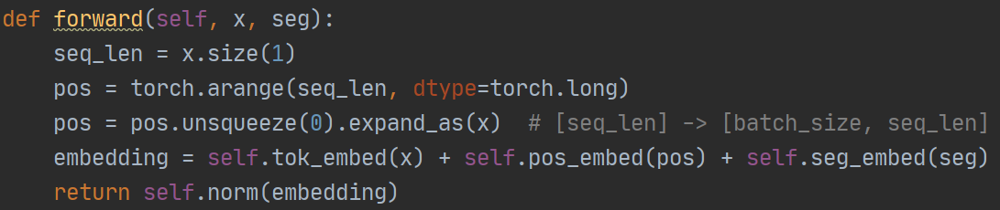 def forward(self, x, seg):
    seq_len = x.size(1)
    pos = torch.arange(seq_len, dtype=torch.long)
    pos = pos.unsqueeze(0).expand_as(x)  # [seq_len] -> [batch_size, seq_len]
    embedding = self.tok_embed(x) + self.pos_embed(pos) + self.seg_embed(seg)
    return self.norm(embedding)